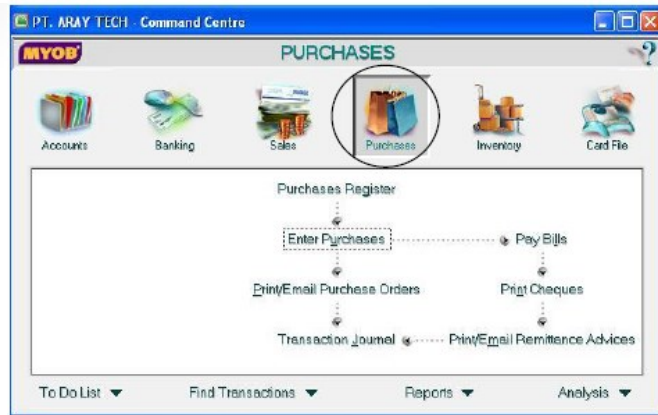 PT. ARAY TECH - Command Centre
MYOB
PURCHASES
?
Accounts
Banking
Sales
Purchases
Inventory
Card File
Purchases Register
Enter Purchases
Pay Bills
Print/Email Purchase Orders
Print Cheques
Transaction Journal
Print/Email Remittance Advices
To Do List
Find Transactions
Reports
Analysis